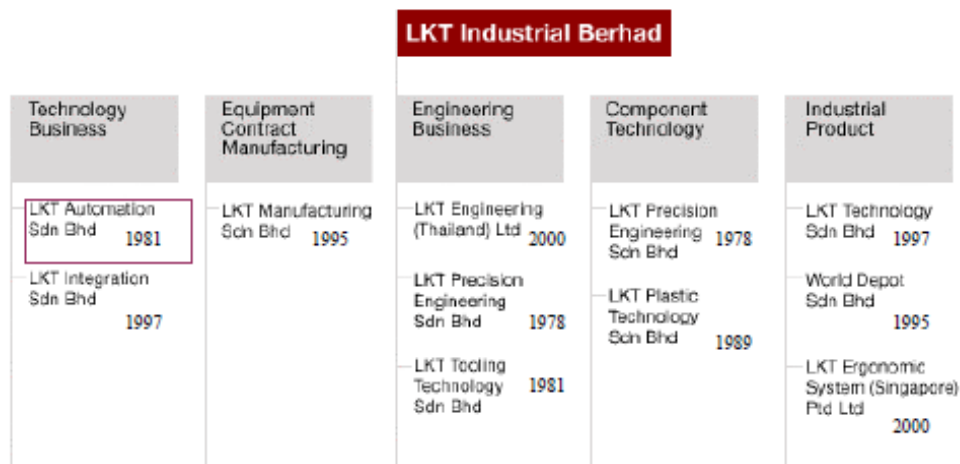 LKT Industrial Berhad
Technology
Business
LKT Automation
Sdn Bhd 1981
LKT Integration
Sdn Bhd
1997
Equipment
Contract
Manufacturing
LKT Manufacturing
Sdn Bhd 1995
Engineering
Business
LKT Engineering
(Thailand) Ltd 2000
LKT Precision
Engineering
Sdn Bhd 1978
LKT Tooling
Technology 1981
Sdn Bhd
Component
Technology
LKT Precision
Engineering 1978
Sdn Bhd
LKT Plastic
Technology
Sdn Bhd 1989
Industrial
Product
LKT Technology
Sdn Bhd 1997
World Depot
Sdn Bhd
1995
LKT Ergonomic
System (Singapore)
Ptd Ltd
2000